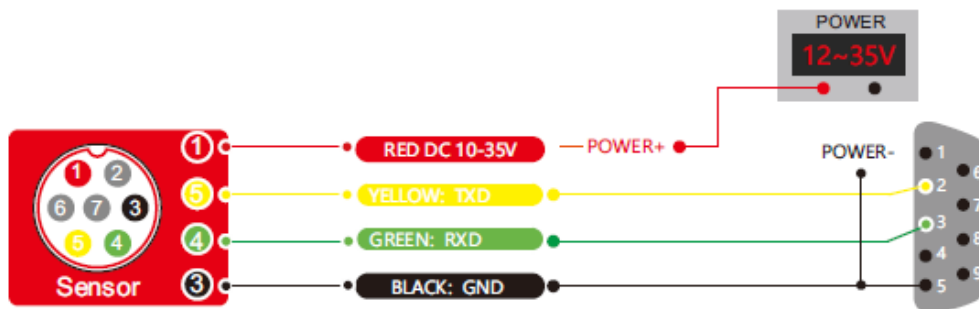 POWER
12~35V
1 RED DC 10-35V POWER+
POWER-
5 YELLOW: TXD
4 GREEN: RXD
3 BLACK: GND
1 2
6 7 3
5 4
Sensor
1
6
2
7
3
8
4
9
5